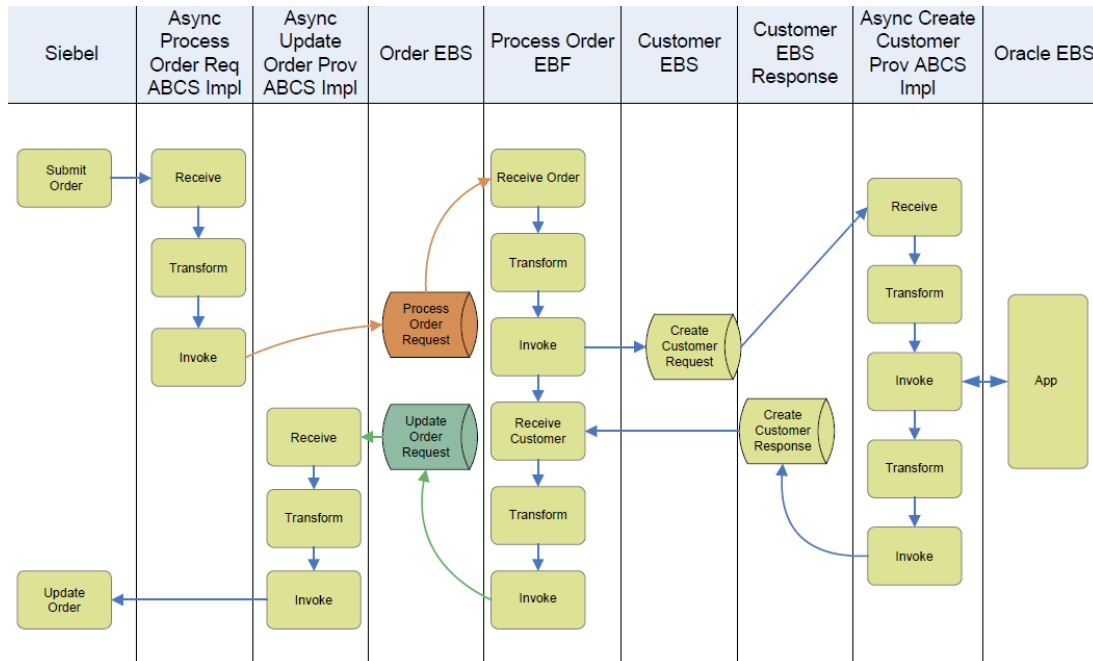 Siebel
Async
Process
Order Req
ABCS Impl
Async
Update
Order Prov
ABCS Impl
Order EBS
Process Order
EBF
Customer
EBS
Customer
EBS
Response
Async Create
Customer
Prov ABCS
Impl
Oracle EBS
Submit
Order
Receive
Transform
Invoke
Process
Order
Request
Receive Order
Transform
Invoke
Create
Customer
Request
Receive
Transform
Invoke
App
Transform
Invoke
Create
Customer
Response
Receive
Customer
Transform
Invoke
Update
Order
Request
Receive
Transform
Invoke
Update
Order